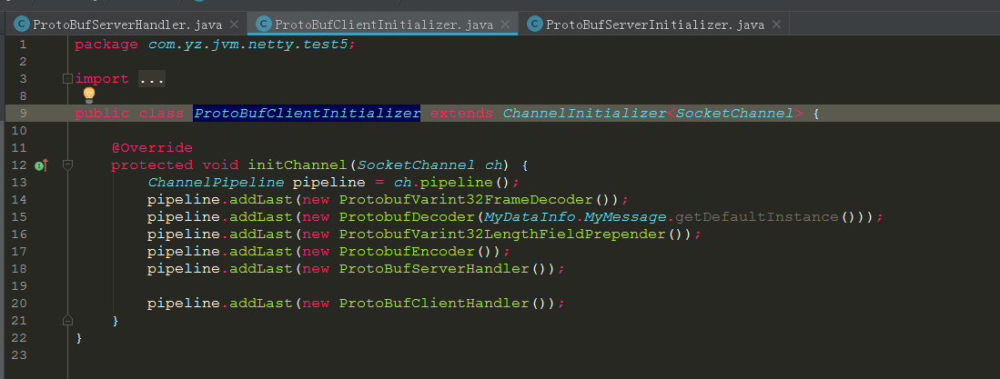 ProtoBufServerHandler.java ProtoBufClientInitializer.java ProtoBufServerInitializer.java
1 package com.yz.jvm.netty.test5;
2
3 import ...
8
9 public class ProtoBufClientInitializer extends ChannelInitializer<SocketChannel> {
10
11 @Override
12 protected void initChannel(SocketChannel ch) {
13 ChannelPipeline pipeline = ch.pipeline();
14 pipeline.addLast(new ProtobufVarint32FrameDecoder());
15 pipeline.addLast(new ProtobufDecoder(MyDataInfo.MyMessage.getDefaultInstance()));
16 pipeline.addLast(new ProtobufVarint32LengthFieldPrepender());
17 pipeline.addLast(new ProtobufEncoder());
18 pipeline.addLast(new ProtoBufServerHandler());
19
20 pipeline.addLast(new ProtoBufClientHandler());
21 }
22 }
23